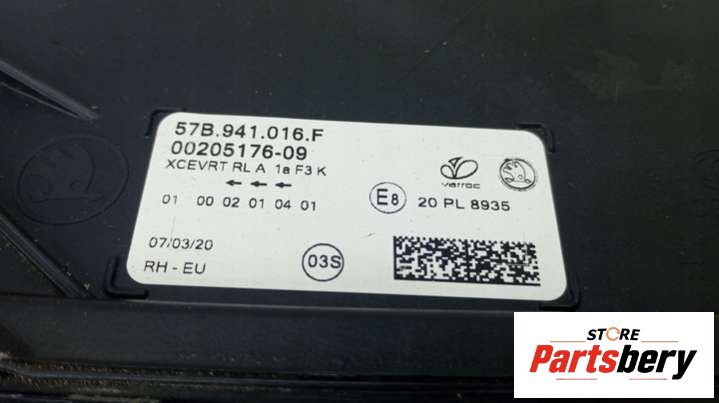 57B.941.016.F
00205176-09
XCEVRT RL A 1a F3 K
varroc
01 00 02 01 04 01
E8 20 PL 8935
07/03/20
RH - EU
03S
STORE
Partsbery